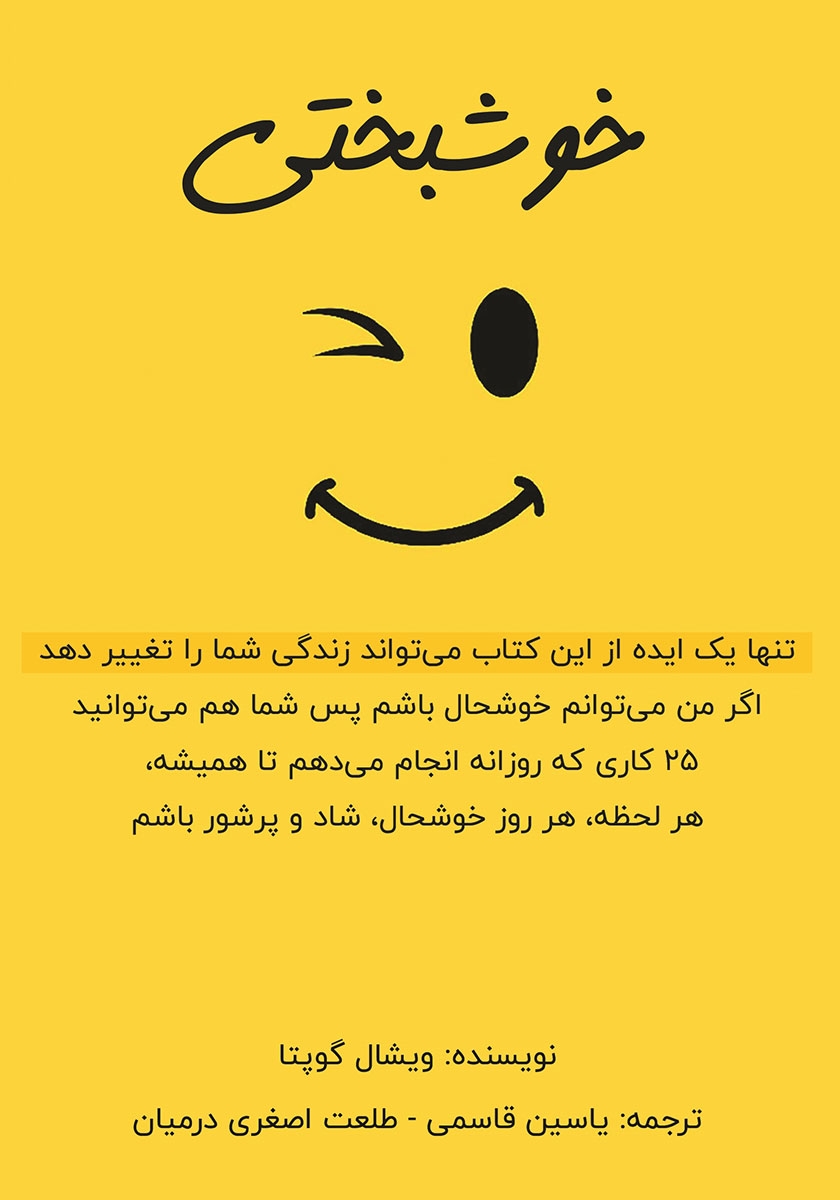 خوشبختی
تنها یک ایده از این کتاب می‌تواند زندگی شما را تغییر دهد
اگر من می‌توانم خوشحال باشم پس شما هم می‌توانید
۲۵ کاری که روزانه انجام می‌دهم تا همیشه،
هر لحظه، هر روز خوشحال، شاد و پرشور باشم
نویسنده: ویشال گوپتا
ترجمه: یاسین قاسمی - طلعت اصغری درمیان